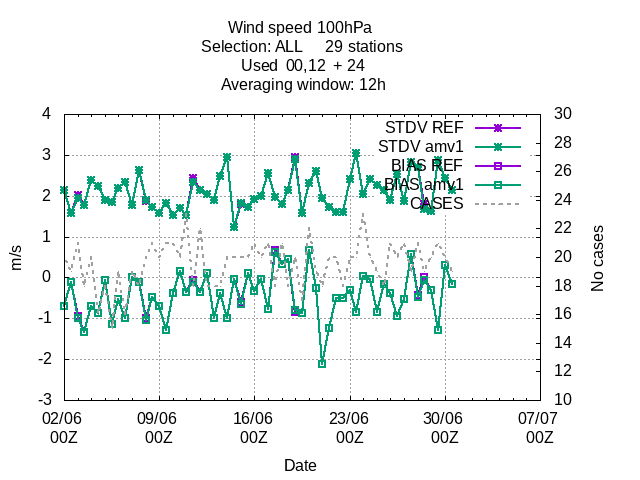 Wind speed 100hPa
Selection: ALL 29 stations
Used 00,12 + 24
Averaging window: 12h
4
3
2
1
0
-1
-2
-3
m/s
30
28
26
24
22
20
18
16
14
12
10
No cases
STDV REF
STDV amv1
BIAS REF
BIAS amv1
CASES
02/06 09/06 16/06 23/06 30/06 07/07
00Z 00Z 00Z 00Z 00Z 00Z
Date